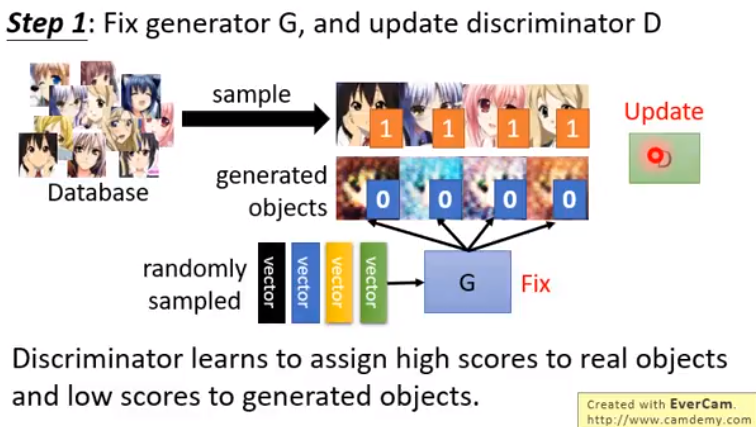 Step 1: Fix generator G, and update discriminator D
sample
Update
1 1 1 1
D
Database
generated
objects
0 0 0 0
randomly
sampled
vector
vector
vector
vector
G
Fix
Discriminator learns to assign high scores to real objects
and low scores to generated objects.
Created with EverCam.
http://www.camdemy.com